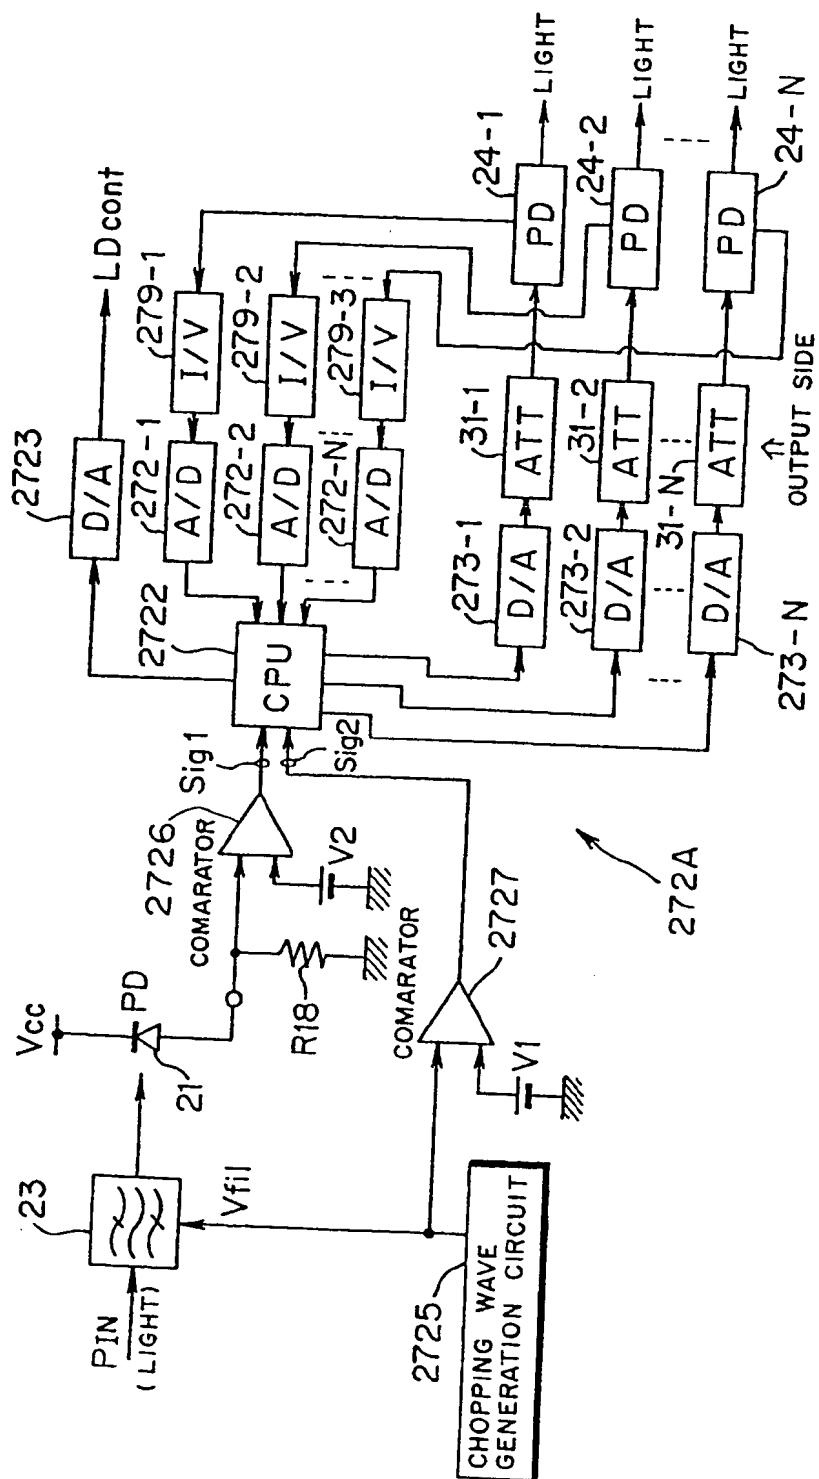 PIN
(LIGHT)
23
Vfil
2725
CHOPPING WAVE
GENERATION CIRCUIT
Vcc
PD
21
R18
COMARATOR
2726
V2
Sig1
Sig2
COMARATOR
2727
V1
272A
2722
CPU
2723
D/A
LDcont
272-1
A/D
279-1
I/V
272-2
A/D
279-2
I/V
272-N
A/D
279-3
I/V
273-1
D/A
31-1
ATT
24-1
PD
LIGHT
273-2
D/A
31-2
ATT
24-2
PD
LIGHT
273-N
D/A
31-N
ATT
24-N
PD
LIGHT
⇑
OUTPUT SIDE